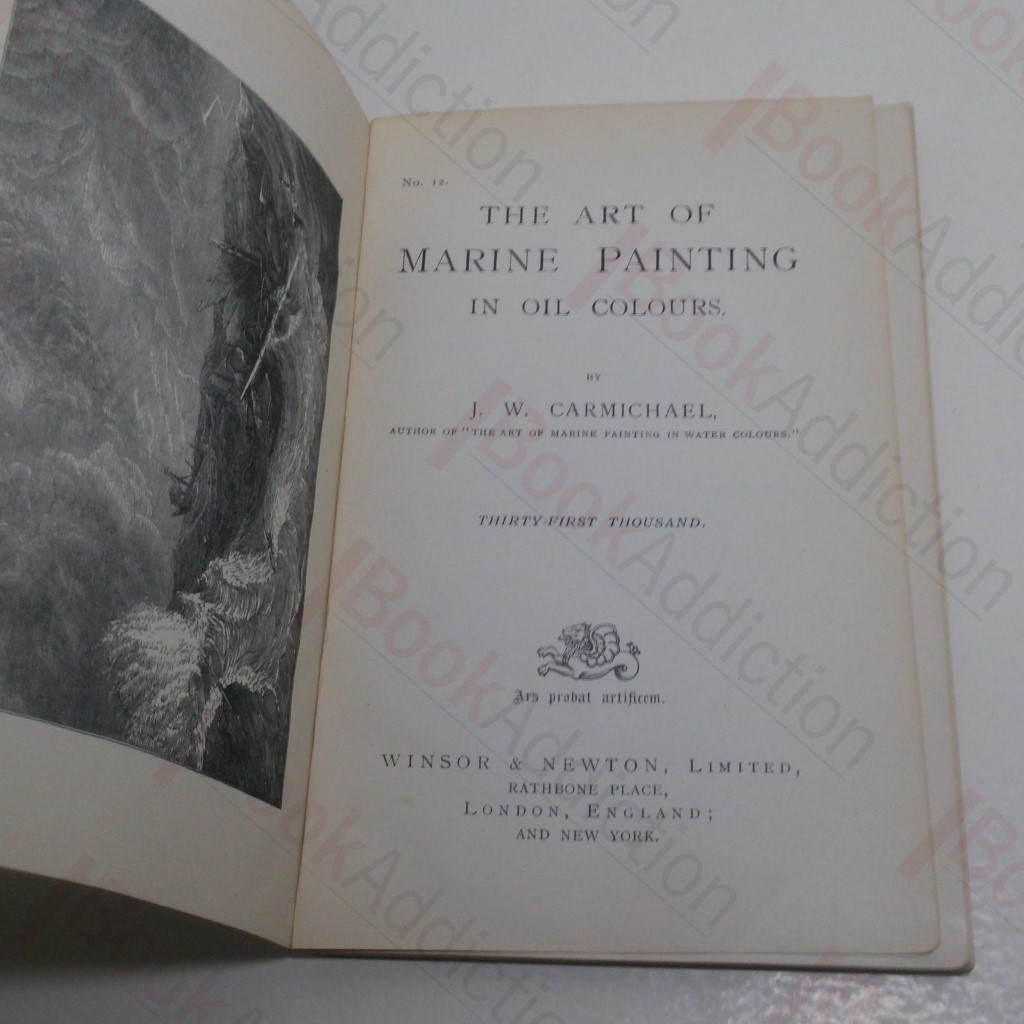 No. 12.
THE ART OF
MARINE PAINTING
IN OIL COLOURS.
BY
J. W. CARMICHAEL,
AUTHOR OF "THE ART OF MARINE PAINTING IN WATER COLOURS."
THIRTY-FIRST THOUSAND.
Ars probat artificem.
WINSOR & NEWTON, LIMITED,
RATHBONE PLACE,
LONDON, ENGLAND;
AND NEW YORK.
BookAddiction